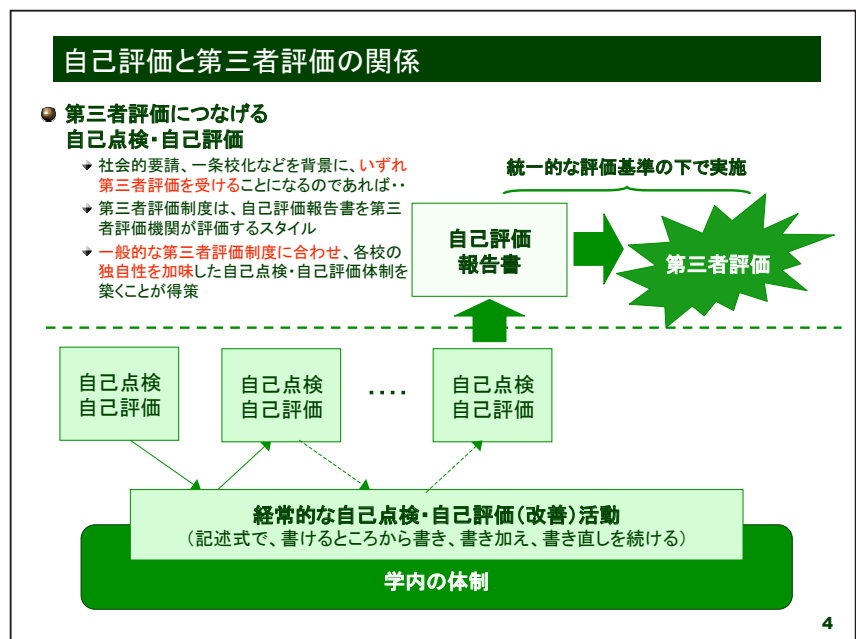 自己評価と第三者評価の関係
第三者評価につなげる
自己点検・自己評価
社会的要請、一条校化などを背景に、いずれ
第三者評価を受けることになるのであれば・・
第三者評価制度は、自己評価報告書を第三
者評価機関が評価するスタイル
一般的な第三者評価制度に合わせ、各校の
独自性を加味した自己点検・自己評価体制を
築くことが得策
統一的な評価基準の下で実施
自己評価
報告書
第三者評価
自己点検
自己評価
自己点検
自己評価
・・・・
自己点検
自己評価
経常的な自己点検・自己評価(改善)活動
(記述式で、書けるところから書き、書き加え、書き直しを続ける)
学内の体制
4